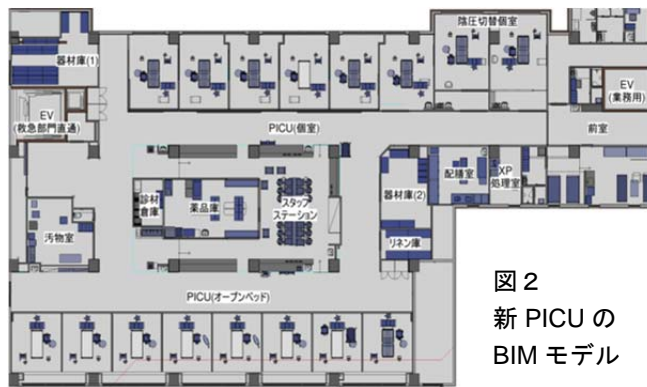 器材庫(1)
陰圧切替個室
EV
(救急部門直通)
EV
(業務用)
PICU(個室)
前室
診材
倉庫
薬品庫
スタッフ
ステーション
器材庫(2)
配膳室
XP
処理室
汚物室
リネン庫
PICU(オープンベッド)
図2
新 PICU の
BIM モデル